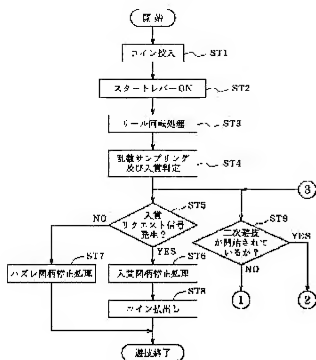 開始
コイン投入
ST1
スタートレバーON
ST2
リール回転処理
ST3
乱数サンプリング
及び入賞判定
ST4
3
ST5
入賞
リクエスト信号
発生?
NO
YES
ST9
二次遊技
が開始されて
いるか?
YES
NO
ST7
ハズレ図柄停止処理
ST6
入賞図柄停止処理
1
2
ST8
コイン払出し
遊技終了